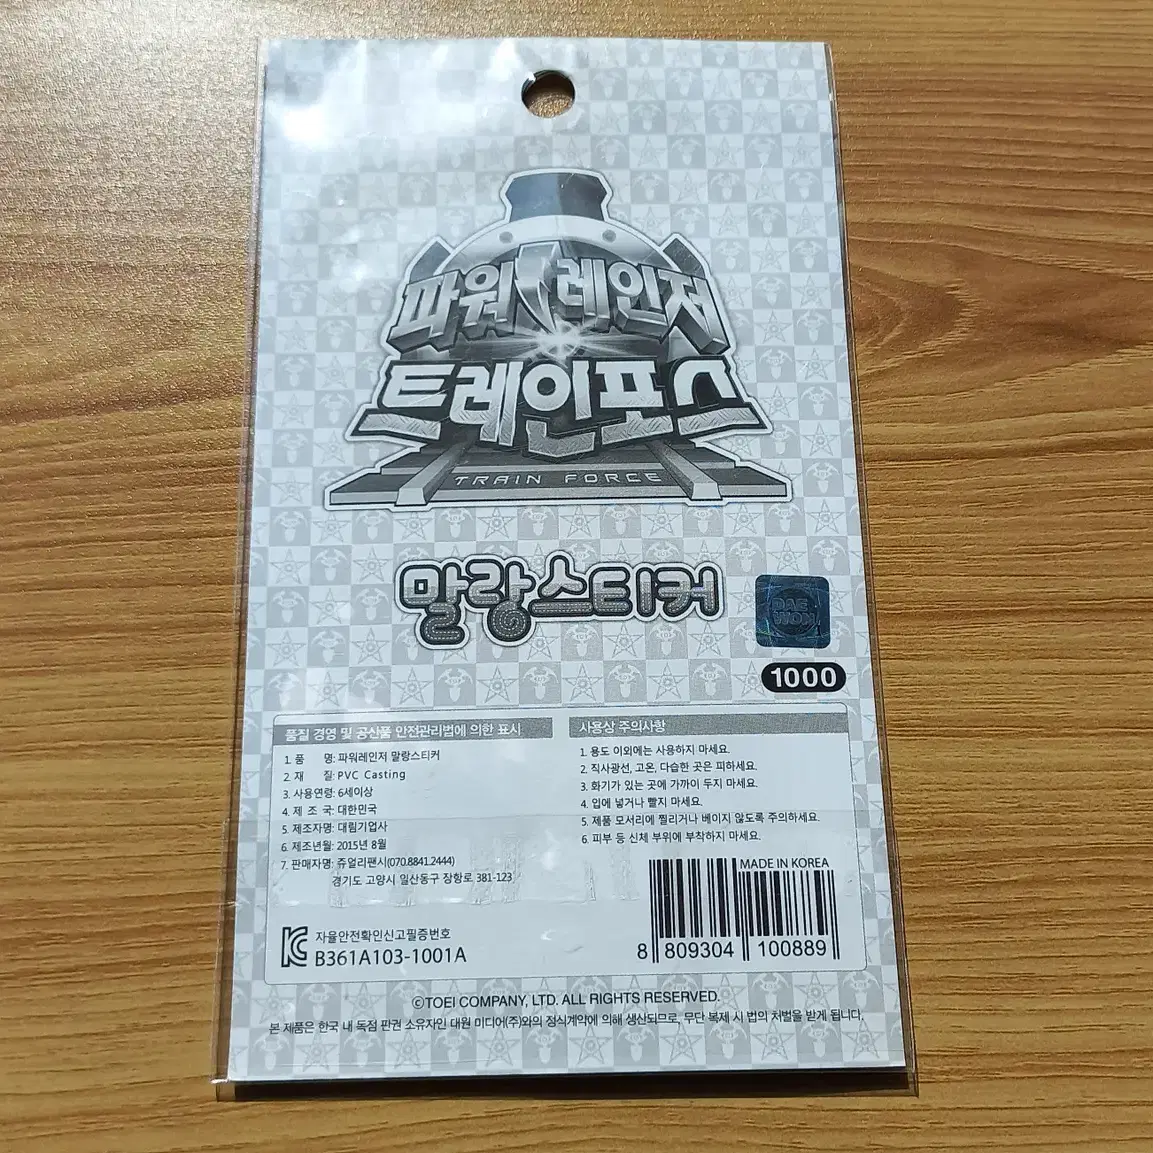 파워레인저
트레인포스
TRAIN FORCE
말랑스티커
DAE
WON
1000
품질 경영 및 공산품 안전관리법에 의한 표시
1. 품 명: 파워레인저 말랑스티커
2. 재 질: PVC Casting
3. 사용연령: 6세이상
4. 제 조 국: 대한민국
5. 제조자명: 대림기업사
6. 제조년월: 2015년 8월
7. 판매자명: 쥬얼리팬시(070.8841.2444)
경기도 고양시 일산동구 장항로 381-123
사용상 주의사항
1. 용도 이외에는 사용하지 마세요.
2. 직사광선, 고온, 다습한 곳은 피하세요.
3. 화기가 있는 곳에 가까이 두지 마세요.
4. 입에 넣거나 빨지 마세요.
5. 제품 모서리에 찔리거나 베이지 않도록 주의하세요.
6. 피부 등 신체 부위에 부착하지 마세요.
MADE IN KOREA
8 809304 100889
자율안전확인신고필증번호
B361A103-1001A
©TOEI COMPANY, LTD. ALL RIGHTS RESERVED.
본 제품은 한국 내 독점 판권 소유자인 대원 미디어(주)와의 정식계약에 의해 생산되므로, 무단 복제 시 법의 처벌을 받게 됩니다.